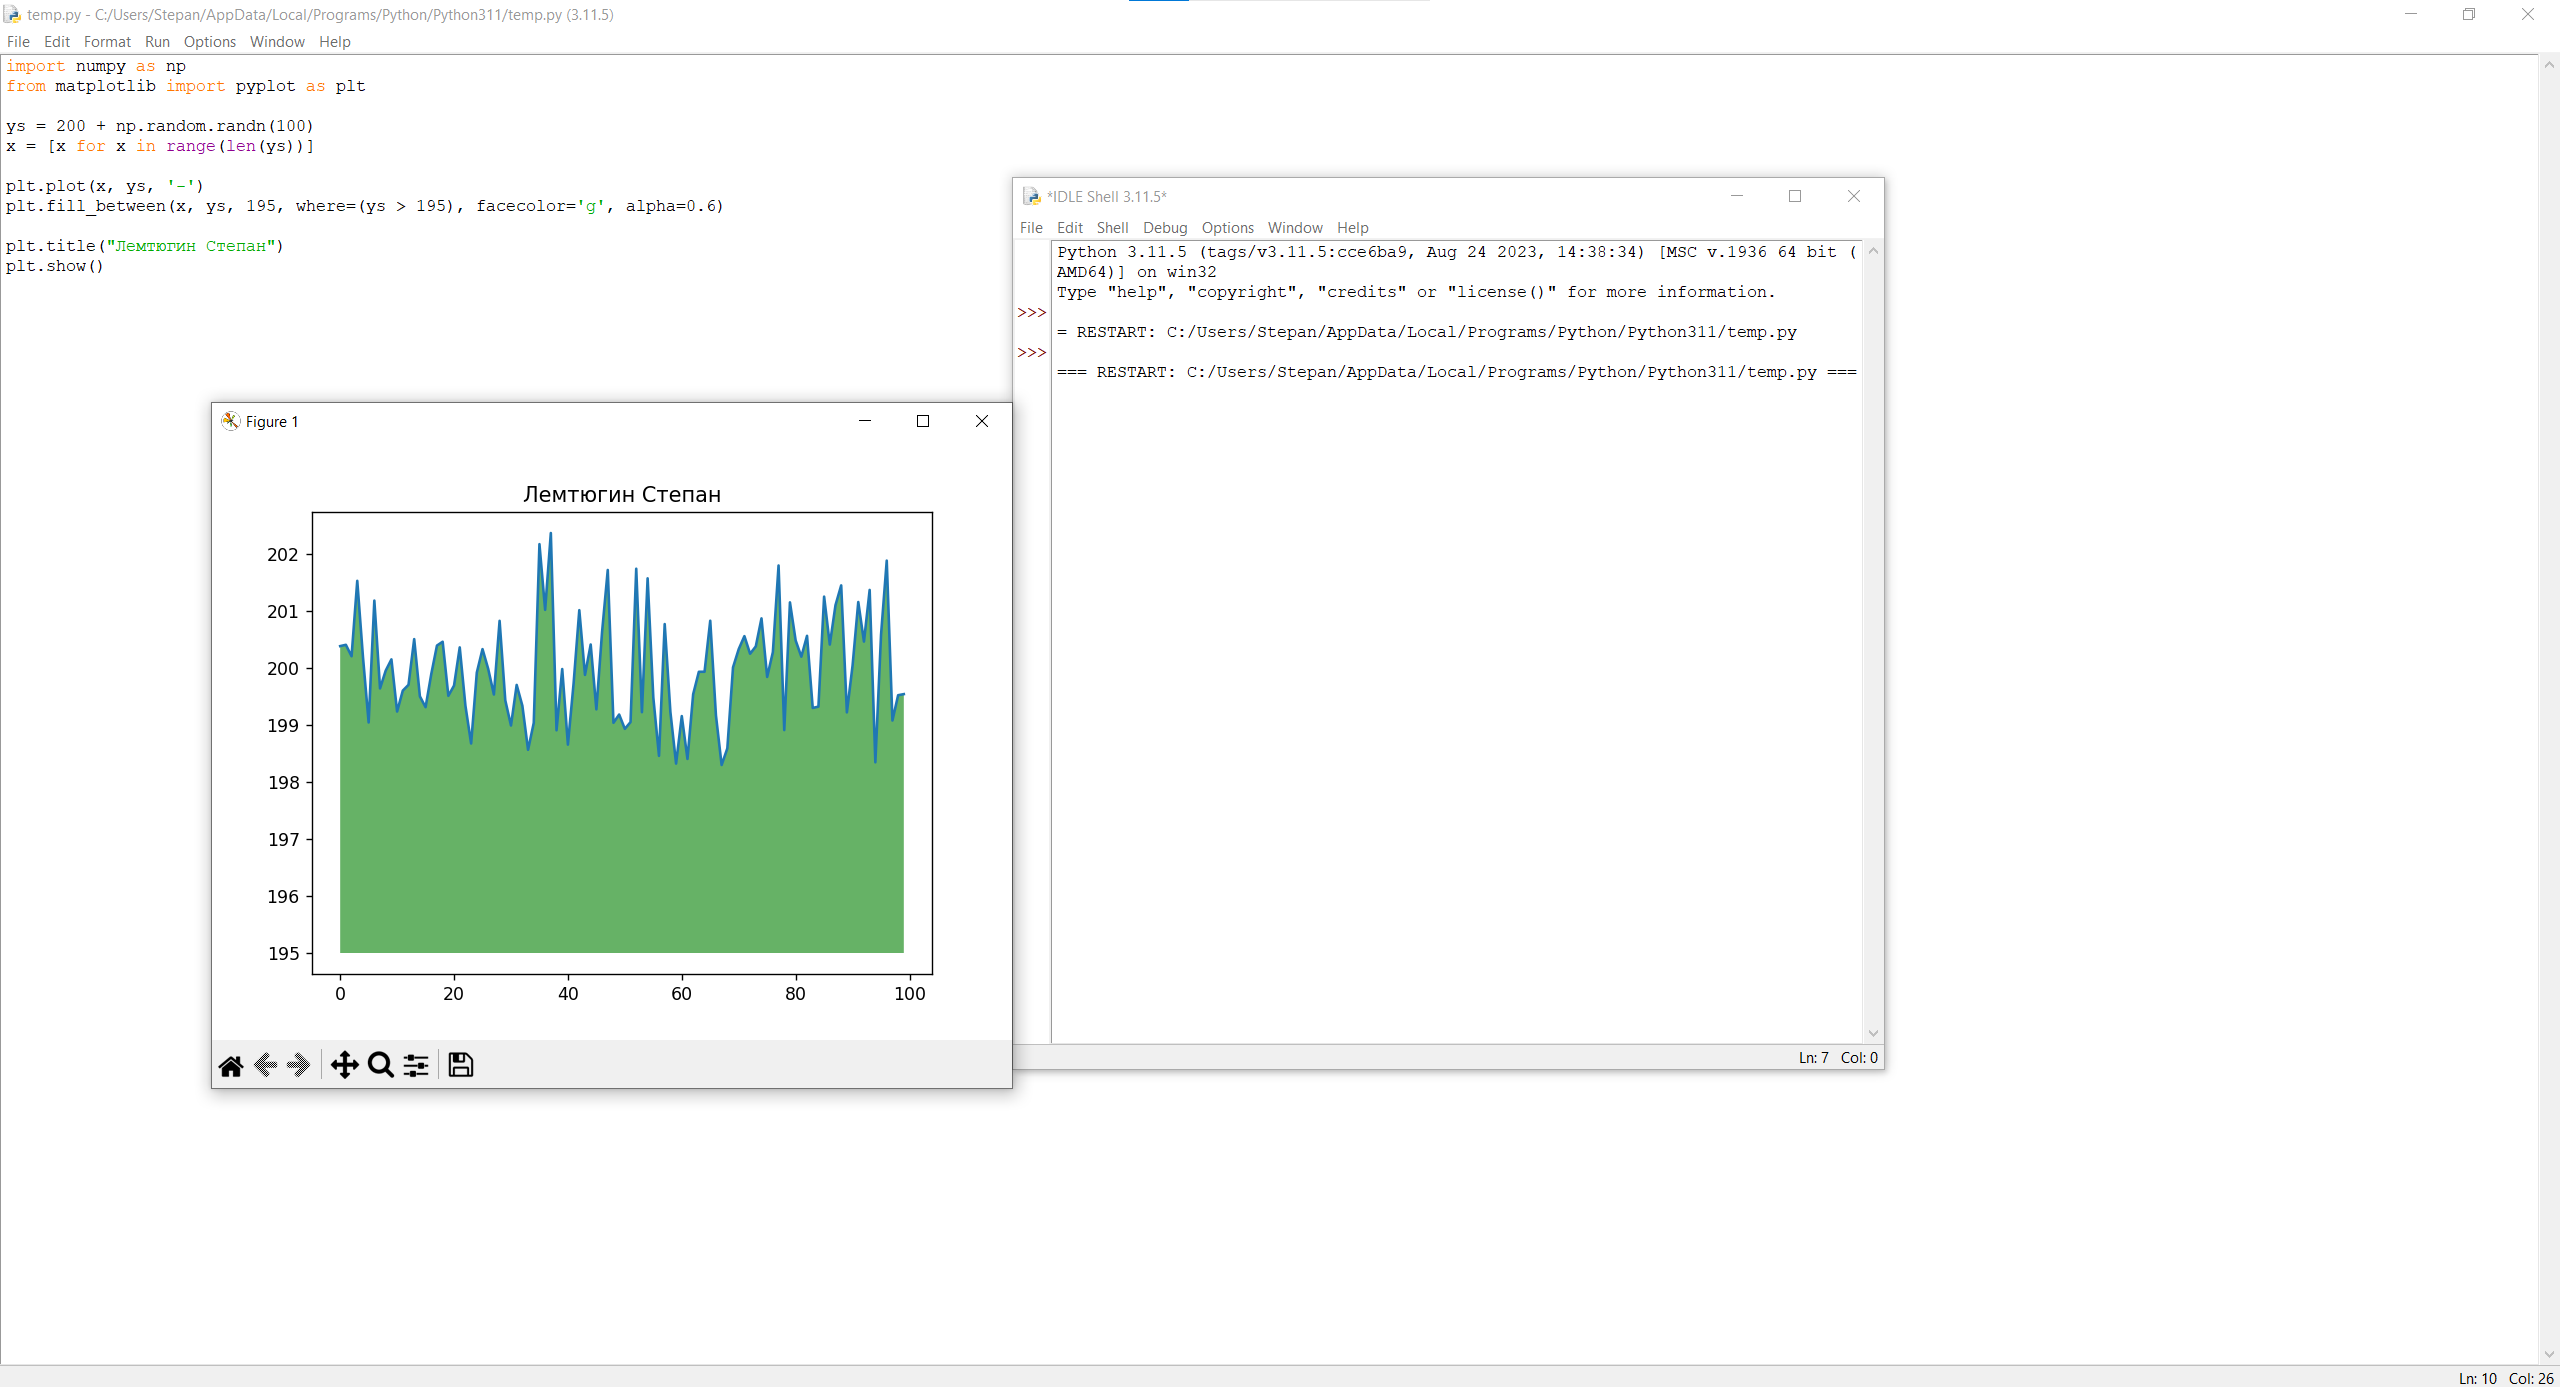 temp.py - C:/Users/Stepan/AppData/Local/Programs/Python/Python311/temp.py (3.11.5)
File Edit Format Run Options Window Help
import numpy as np
from matplotlib import pyplot as plt
ys = 200 + np.random.randn(100)
x = [x for x in range(len(ys))]
plt.plot(x, ys, '-')
plt.fill_between(x, ys, 195, where=(ys > 195), facecolor='g', alpha=0.6)
plt.title("Лемтюгин Степан")
plt.show()
*IDLE Shell 3.11.5*
File Edit Shell Debug Options Window Help
Python 3.11.5 (tags/v3.11.5:cce6ba9, Aug 24 2023, 14:38:34) [MSC v.1936 64 bit (
AMD64)] on win32
Type "help", "copyright", "credits" or "license()" for more information.
>>>
= RESTART: C:/Users/Stepan/AppData/Local/Programs/Python/Python311/temp.py
>>>
=== RESTART: C:/Users/Stepan/AppData/Local/Programs/Python/Python311/temp.py ===
Ln: 7 Col: 0
Figure 1
Лемтюгин Степан
202
201
200
199
198
197
196
195
0 20 40 60 80 100
Ln: 10 Col: 26